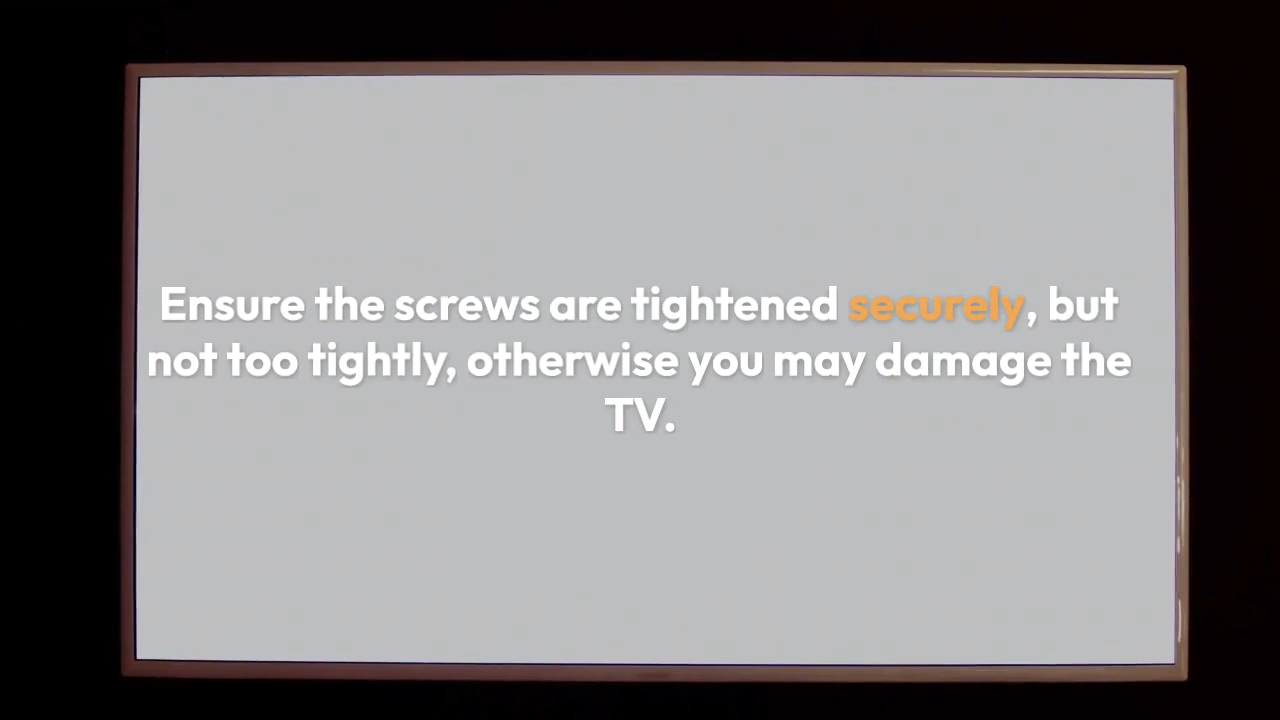 Ensure the screws are tightened securely, but
not too tightly, otherwise you may damage the
TV.